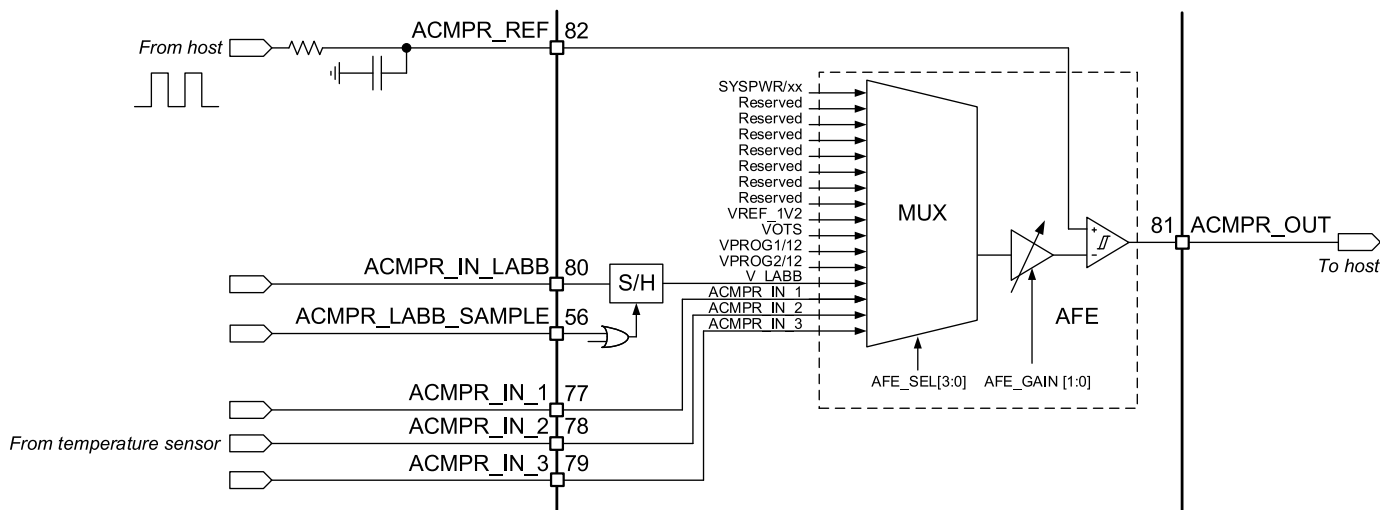 From host
ACMPR_REF
82
SYSPWR/xx
Reserved
Reserved
Reserved
Reserved
Reserved
Reserved
Reserved
VREF_1V2
VOTS
VPROG1/12
VPROG2/12
V_LABB
ACMPR_IN_1
ACMPR_IN_2
ACMPR_IN_3
MUX
+
-
AFE
AFE_SEL[3:0]
AFE_GAIN [1:0]
81
ACMPR_OUT
To host
ACMPR_IN_LABB
80
S/H
ACMPR_LABB_SAMPLE
56
ACMPR_IN_1
77
From temperature sensor
ACMPR_IN_2
78
ACMPR_IN_3
79